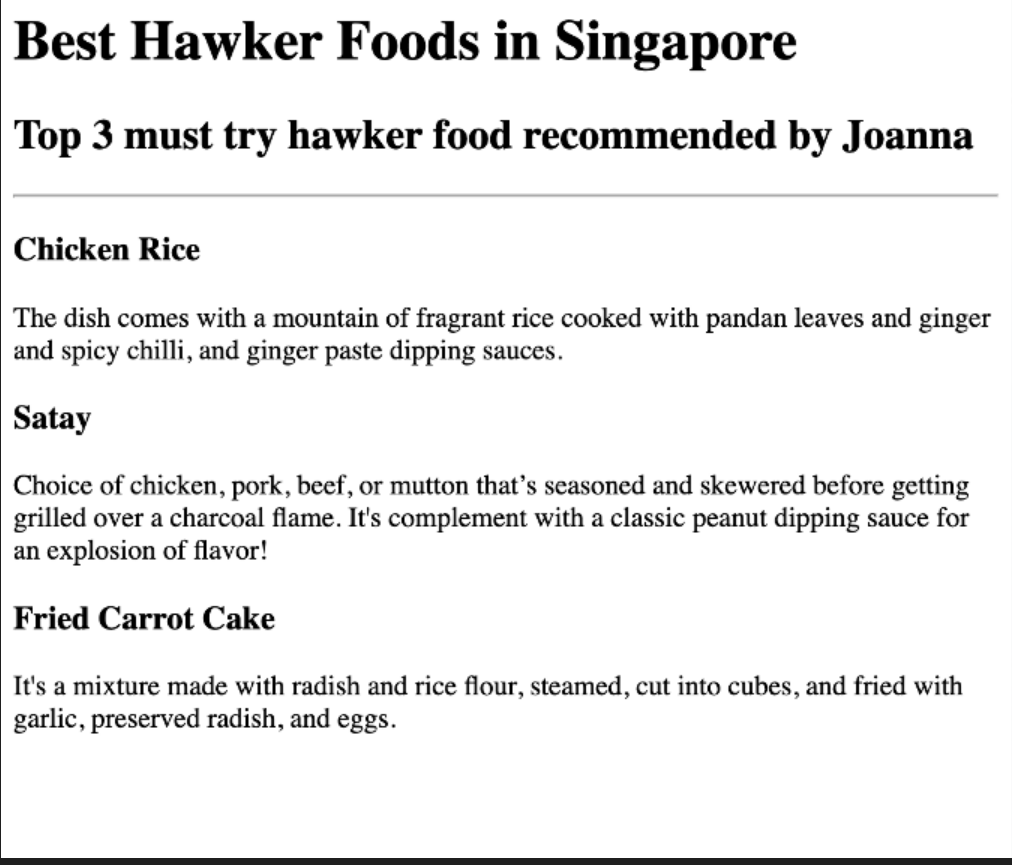 Best Hawker Foods in Singapore
Top 3 must try hawker food recommended by Joanna
Chicken Rice
The dish comes with a mountain of fragrant rice cooked with pandan leaves and ginger
and spicy chilli, and ginger paste dipping sauces.
Satay
Choice of chicken, pork, beef, or mutton that’s seasoned and skewered before getting
grilled over a charcoal flame. It's complement with a classic peanut dipping sauce for
an explosion of flavor!
Fried Carrot Cake
It's a mixture made with radish and rice flour, steamed, cut into cubes, and fried with
garlic, preserved radish, and eggs.